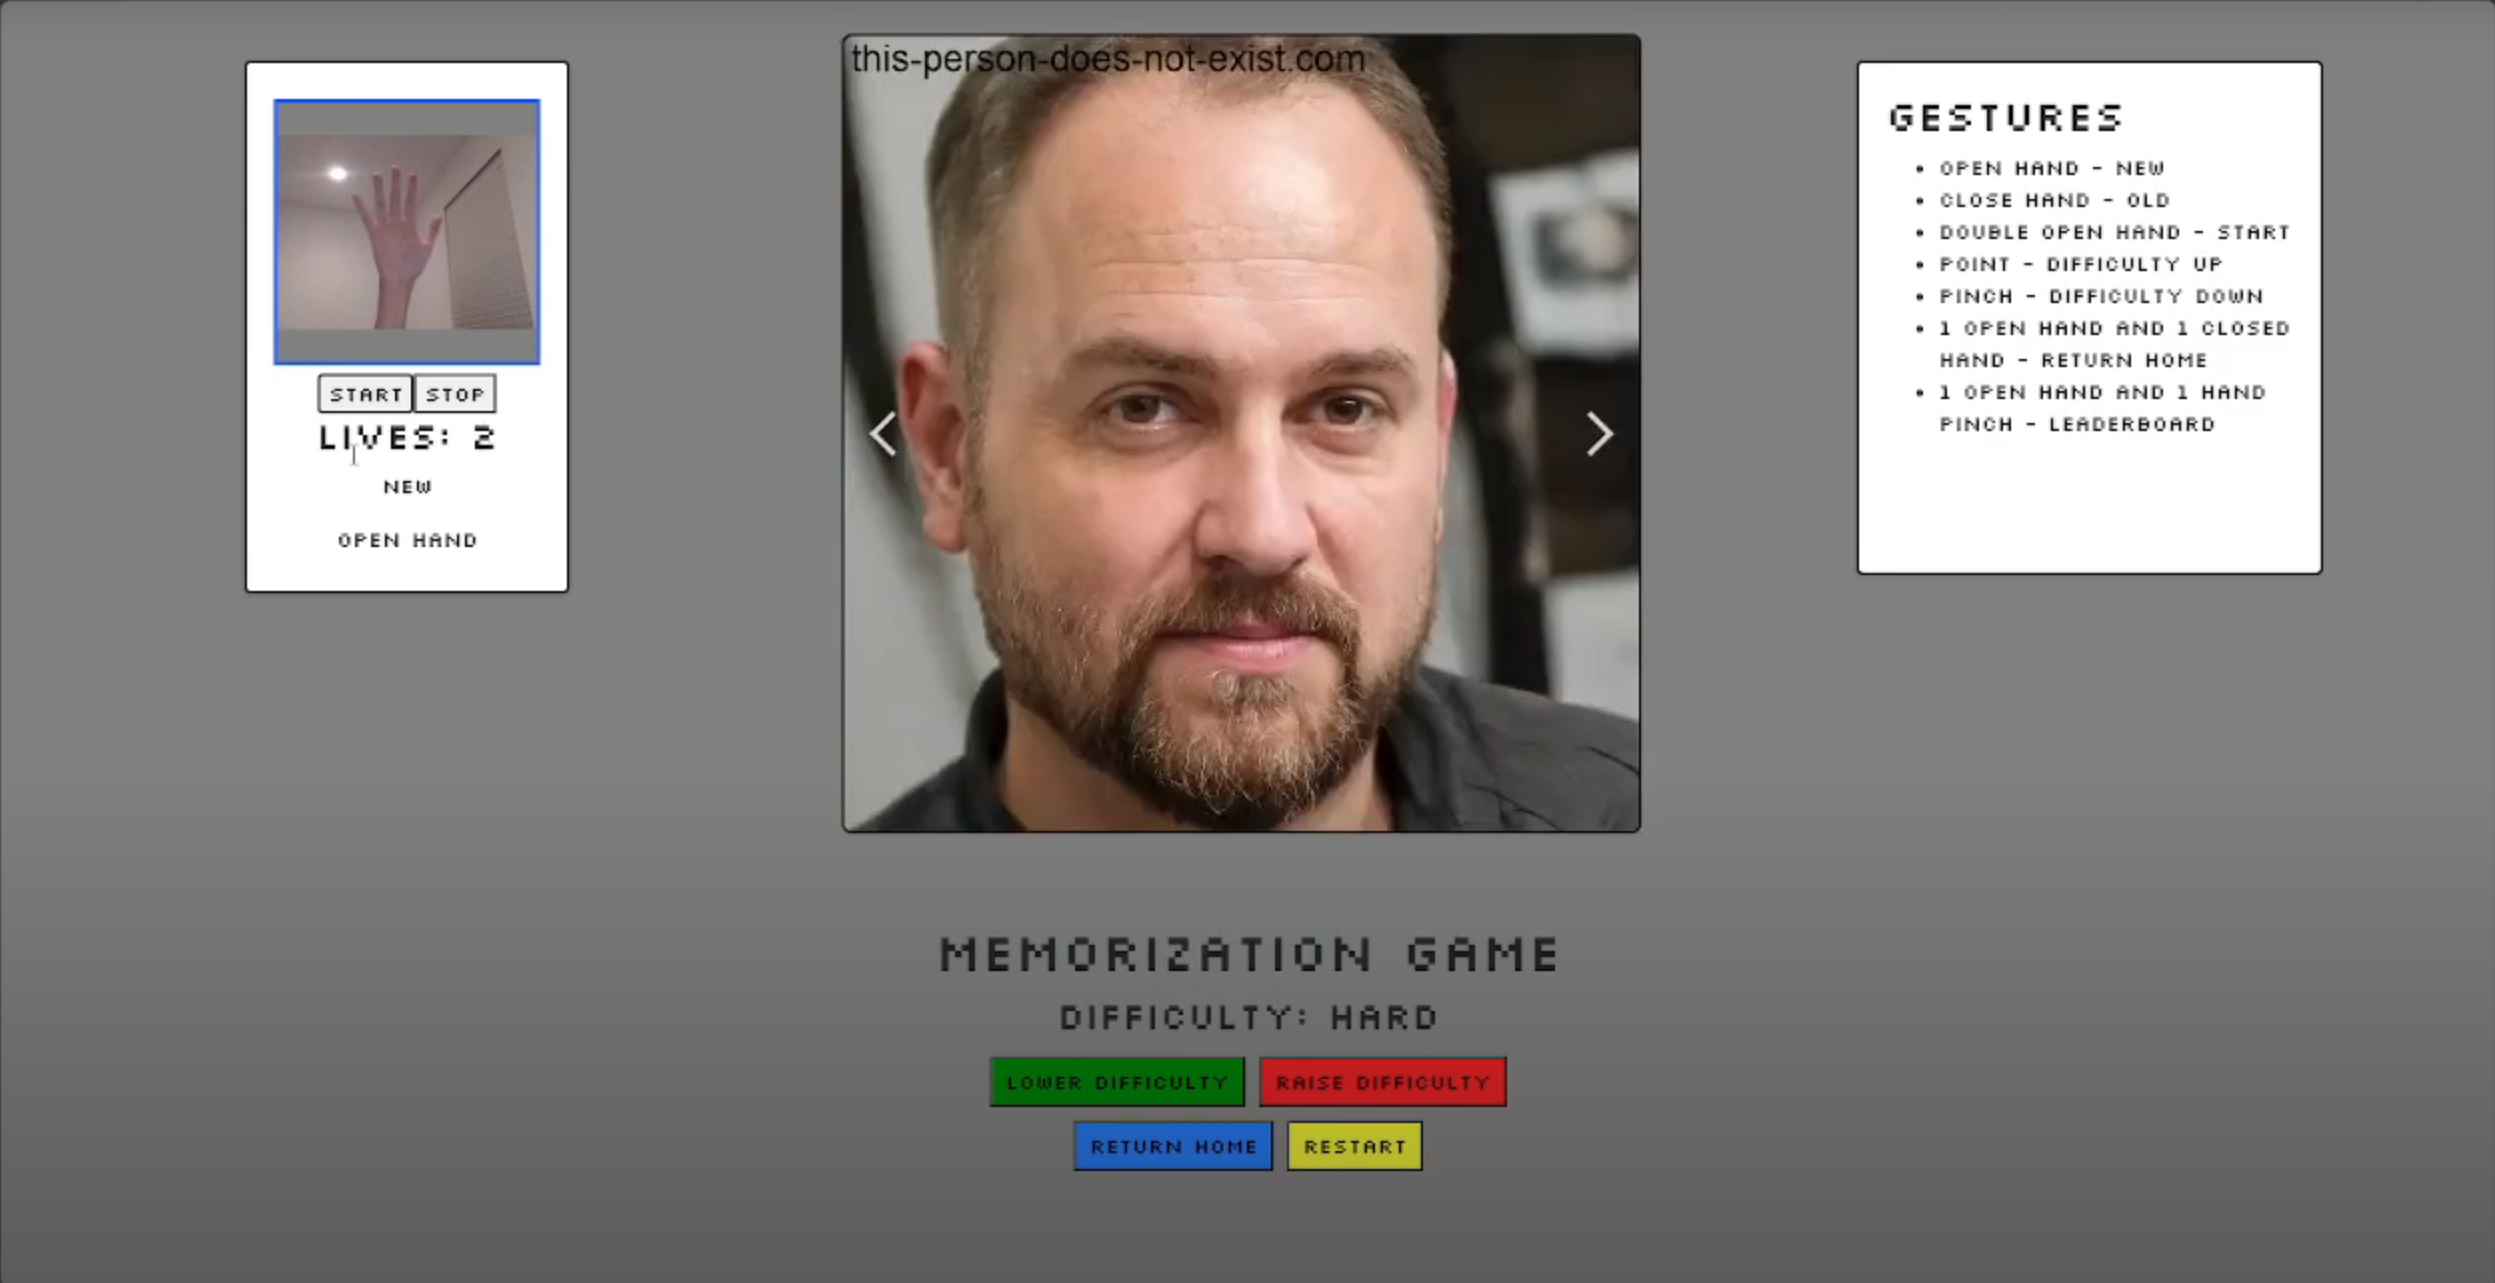 this-person-does-not-exist.com
START STOP
LIVES: 2
NEW
OPEN HAND
GESTURES
• OPEN HAND - NEW
• CLOSE HAND - OLD
• DOUBLE OPEN HAND - START
• POINT - DIFFICULTY UP
• PINCH - DIFFICULTY DOWN
• 1 OPEN HAND AND 1 CLOSED
HAND - RETURN HOME
• 1 OPEN HAND AND 1 HAND
PINCH - LEADERBOARD
MEMORIZATION GAME
DIFFICULTY: HARD
LOWER DIFFICULTY RAISE DIFFICULTY
RETURN HOME RESTART